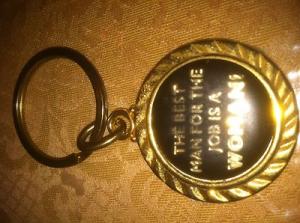 THE BEST
MAN FOR THE
JOB IS A
WOMAN!